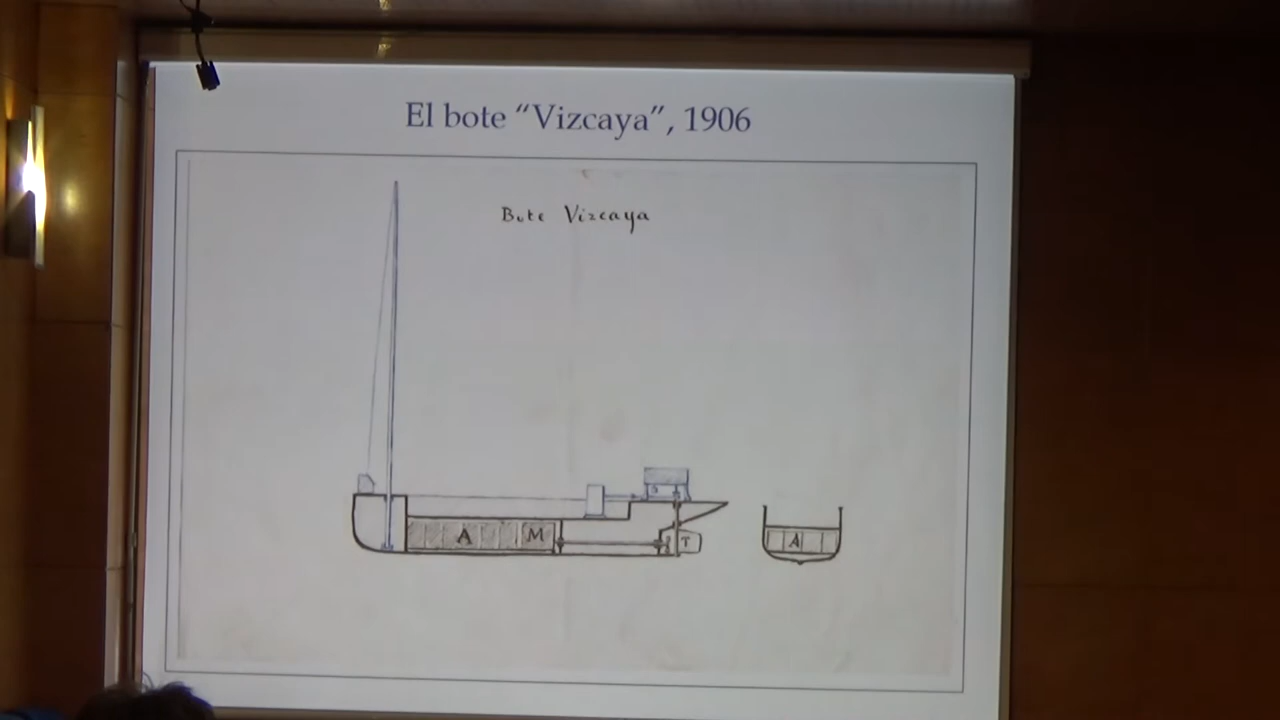 El bote “Vizcaya”, 1906
Bote Vizcaya
A M T A